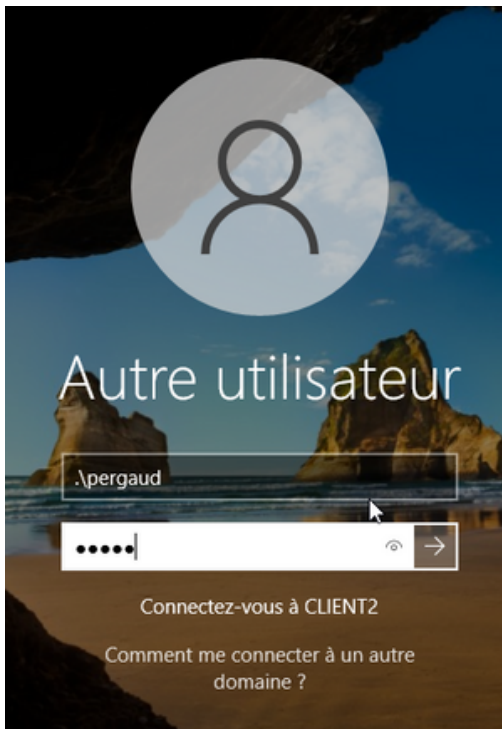 Autre utilisateur
.\pergaud
•••••
Connectez-vous à CLIENT2
Comment me connecter à un autre
domaine ?